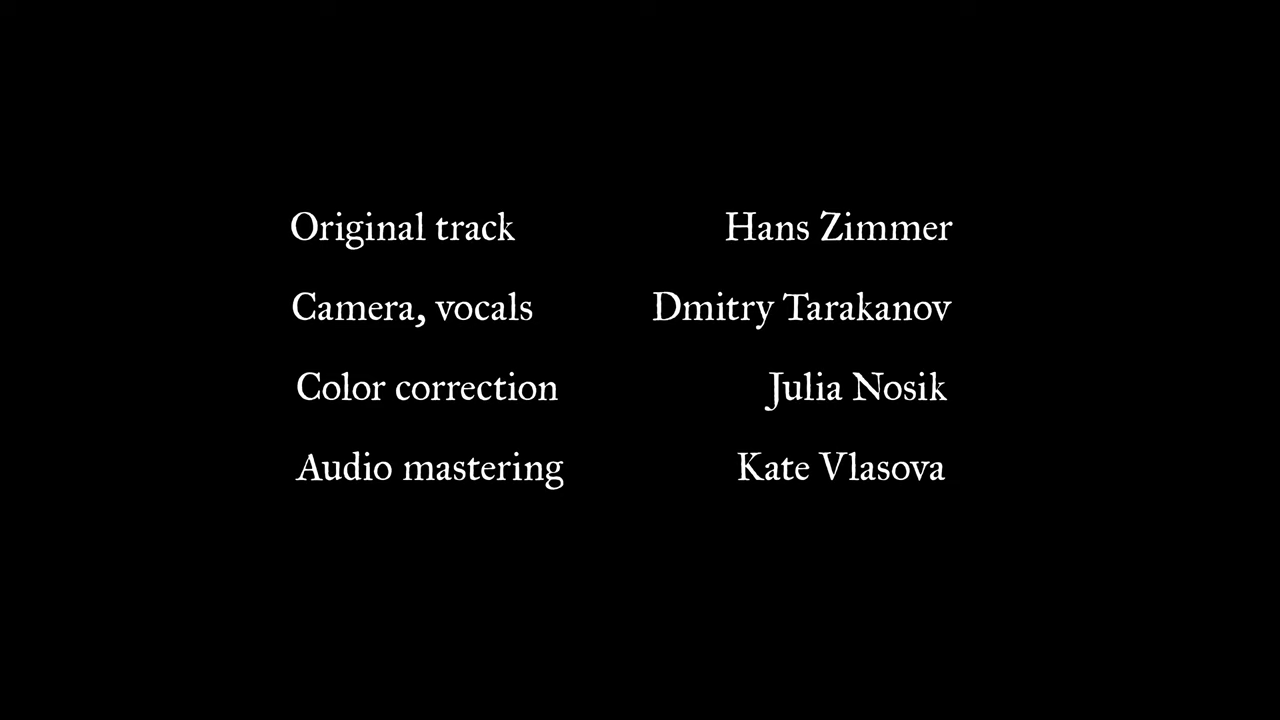 Original track Hans Zimmer
Camera, vocals Dmitry Tarakanov
Color correction Julia Nosik
Audio mastering Kate Vlasova